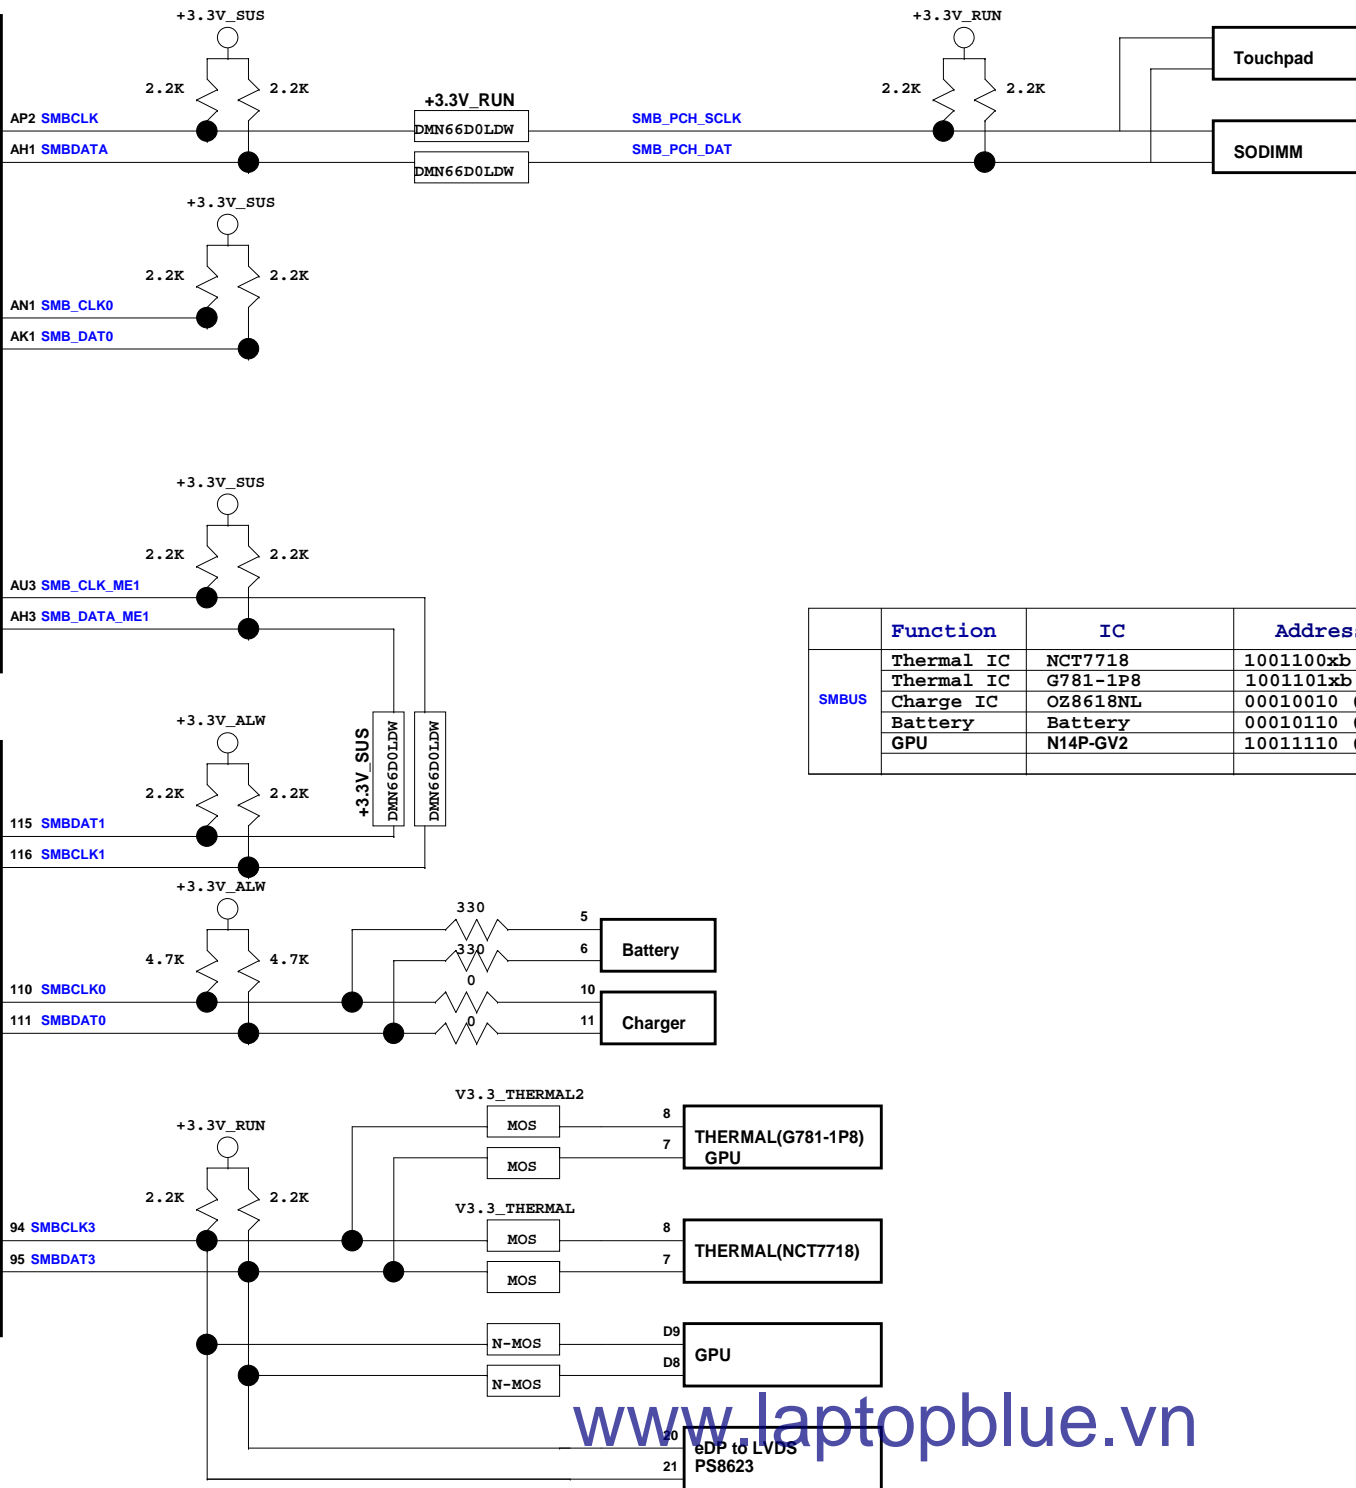 +3.3V_SUS
+3.3V_RUN
2.2K 2.2K
2.2K 2.2K
Touchpad
+3.3V_RUN
AP2 SMBCLK
DMN66D0LDW
SMB_PCH_SCLK
AH1 SMBDATA
DMN66D0LDW
SMB_PCH_DAT
SODIMM
+3.3V_SUS
2.2K 2.2K
AN1 SMB_CLK0
AK1 SMB_DAT0
+3.3V_SUS
2.2K 2.2K
AU3 SMB_CLK_ME1
AH3 SMB_DATA_ME1
Function IC Address
Thermal IC NCT7718 1001100xb
Thermal IC G781-1P8 1001101xb
SMBUS Charge IC OZ8618NL 00010010 (
Battery Battery 00010110 (
GPU N14P-GV2 10011110 (
+3.3V_ALW
+3.3V_SUS
DMN66D0LDW
DMN66D0LDW
2.2K 2.2K
115 SMBDAT1
116 SMBCLK1
+3.3V_ALW
330 5
4.7K 4.7K
330 6
Battery
110 SMBCLK0
0 10
111 SMBDAT0
0 11
Charger
V3.3_THERMAL2
+3.3V_RUN
MOS 8
MOS 7
THERMAL(G781-1P8)
GPU
2.2K 2.2K
V3.3_THERMAL
94 SMBCLK3
MOS 8
95 SMBDAT3
MOS 7
THERMAL(NCT7718)
N-MOS D9
N-MOS D8
GPU
www.laptopblue.vn
20 eDP to LVDS
21 PS8623